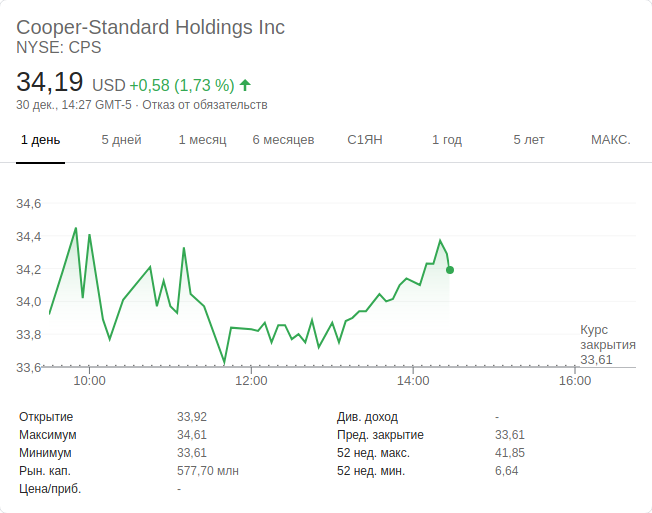 Cooper-Standard Holdings Inc
NYSE: CPS
34,19 USD +0,58 (1,73 %)
30 дек., 14:27 GMT-5 · Отказ от обязательств
1 день 5 дней 1 месяц 6 месяцев С1ЯН 1 год 5 лет МАКС.
34,6
34,4
34,2
34,0
33,8
33,6
Курс
закрытия
33,61
10:00 12:00 14:00 16:00
Открытие 33,92 Див. доход -
Максимум 34,61 Пред. закрытие 33,61
Минимум 33,61 52 нед. макс. 41,85
Рын. кап. 577,70 млн 52 нед. мин. 6,64
Цена/приб. -